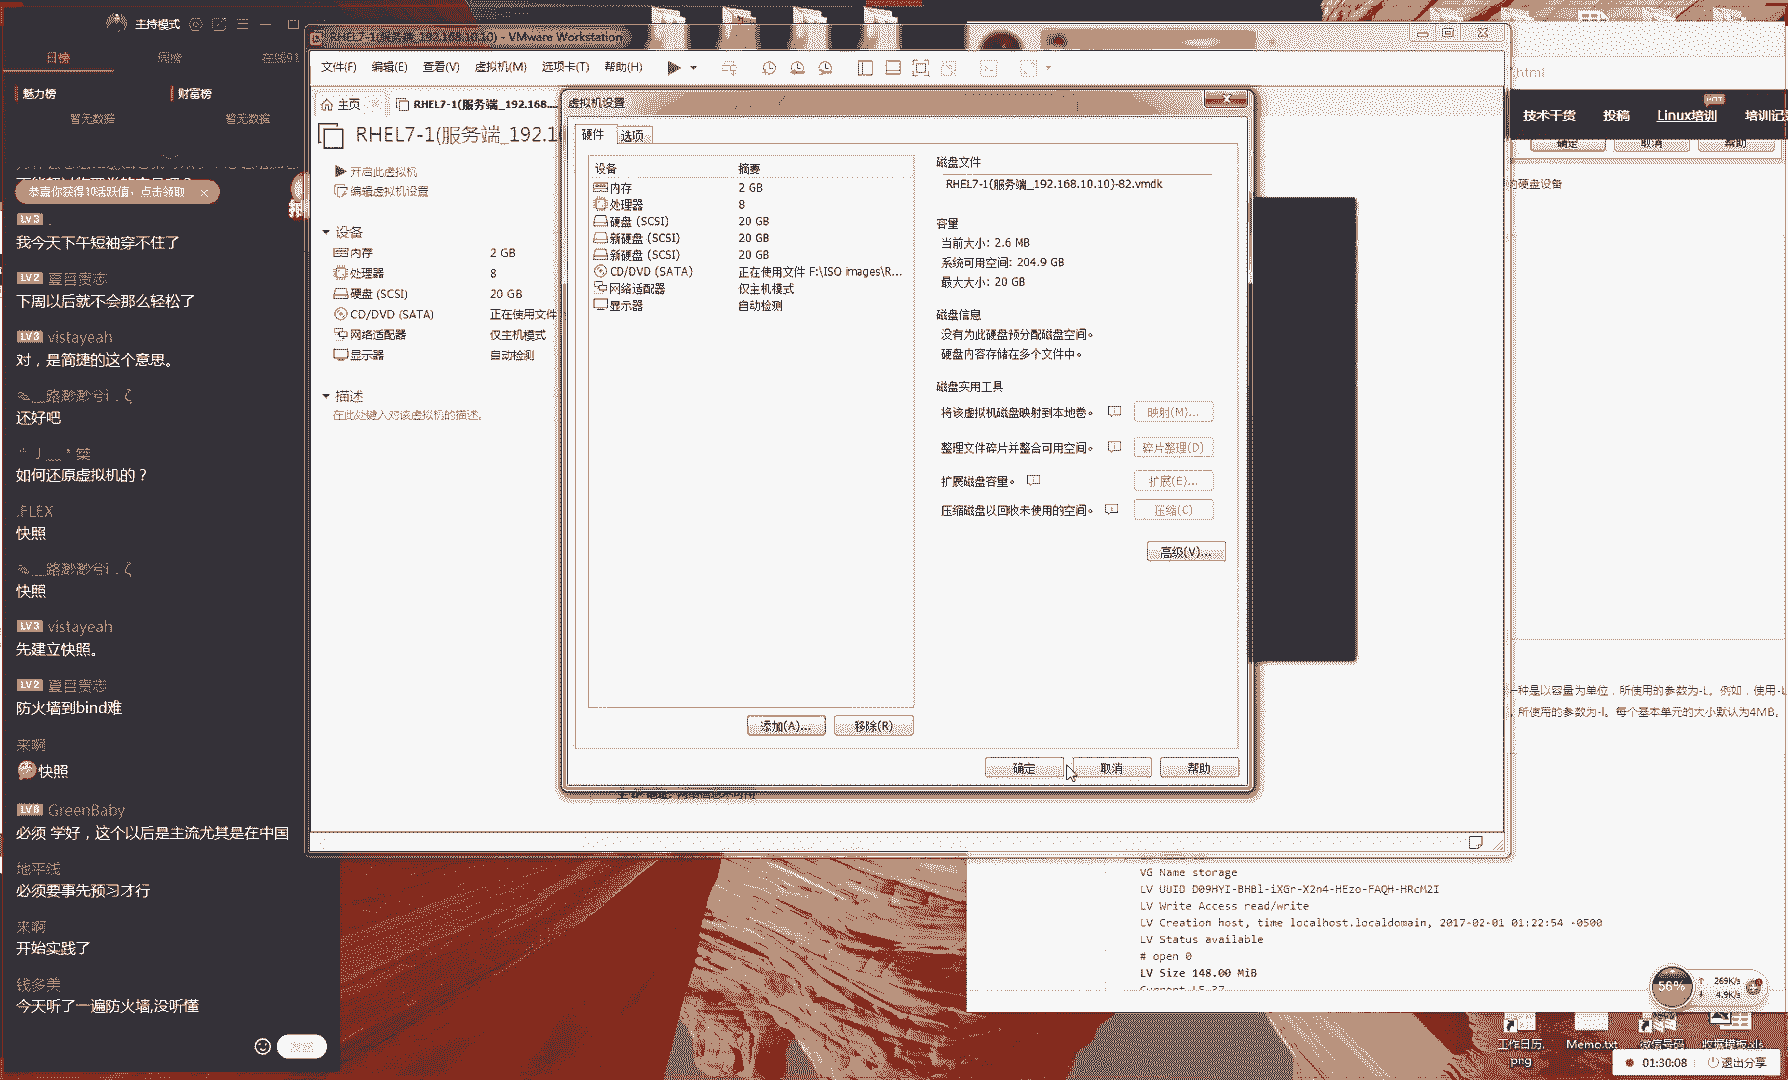 主持模式
日榜
周榜
魅力榜
财富榜
暂无数据
暂无数据
恭喜你获得10活跃值，点击领取
LV3
我今天下午短袖穿不住了
LV2 夏目贵志
下周以后就不会那么轻松了
LV3 vistayeah
对，是简捷的这个意思。
还好吧
如何还原虚拟机的？
.FLEX
快照
快照
LV3 vistayeah
先建立快照。
LV2 夏目贵志
防火墙到bind难
来啊
快照
LV6 GreenBaby
必须 学好，这个以后是主流尤其是在中国
地平线
必须要事先预习才行
来啊
开始实践了
钱多美
今天听了一遍防火墙,没听懂
RHEL7-1(服务端_192.168.10.10) - VMware Workstation
文件(F) 编辑(E) 查看(V) 虚拟机(M) 选项卡(T) 帮助(H)
主页
RHEL7-1(服务端_192.168....
RHEL7-1(服务端_192.1
开启此虚拟机
编辑虚拟机设置
设备
内存 2 GB
处理器 8
硬盘 (SCSI) 20 GB
CD/DVD (SATA) 正在使用文件
网络适配器 仅主机模式
显示器 自动检测
描述
在此处键入对该虚拟机的描述。
虚拟机设置
硬件 选项
设备 摘要
内存 2 GB
处理器 8
硬盘 (SCSI) 20 GB
新硬盘 (SCSI) 20 GB
新硬盘 (SCSI) 20 GB
CD/DVD (SATA) 正在使用文件 F:\ISO images\R...
网络适配器 仅主机模式
显示器 自动检测
添加(A)... 移除(R)
磁盘文件
RHEL7-1(服务端_192.168.10.10)-82.vmdk
容量
当前大小: 2.6 MB
系统可用空间: 204.9 GB
最大大小: 20 GB
磁盘信息
没有为此硬盘预分配磁盘空间。
硬盘内容存储在多个文件中。
磁盘实用工具
将该虚拟机磁盘映射到本地卷。 映射(M)...
整理文件碎片并整合可用空间。 碎片整理(D)
扩展磁盘容量。 扩展(E)...
压缩磁盘以回收未使用的空间。 压缩(C)
高级(V)...
确定 取消 帮助
html
技术干货 投稿 Linux培训 培训记
HOT
确定 取消 帮助
的硬盘设备
一种是以容量为单位，所使用的参数为-L。例如，使用-L
，所使用的参数为-l。每个基本单元的大小默认为4MB。
VG Name storage
LV UUID D09HYI-BHBl-iXGr-X2n4-HEzo-FAQH-HRcM2I
LV Write Access read/write
LV Creation host, time localhost.localdomain, 2017-02-01 01:22:54 -0500
LV Status available
# open 0
LV Size 148.00 MiB
Current LE 37
56%
269K/s
4.9K/s
工作日历.png
Memo.txt
微信号码
收据模板.xls
01:30:08
退出分享